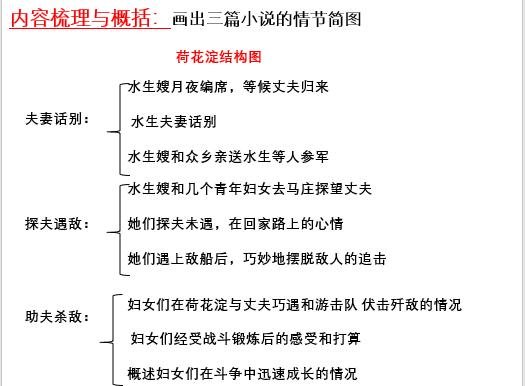 内容梳理与概括：画出三篇小说的情节简图
荷花淀结构图
水生嫂月夜编席，等候丈夫归来
夫妻话别：
水生夫妻话别
水生嫂和众乡亲送水生等人参军
水生嫂和几个青年妇女去马庄探望丈夫
探夫遇敌：
她们探夫未遇，在回家路上的心情
她们遇上敌船后，巧妙地摆脱敌人的追击
妇女们在荷花淀与丈夫巧遇和游击队 伏击歼敌的情况
助夫杀敌：
妇女们经受战斗锻炼后的感受和打算
概述妇女们在斗争中迅速成长的情况